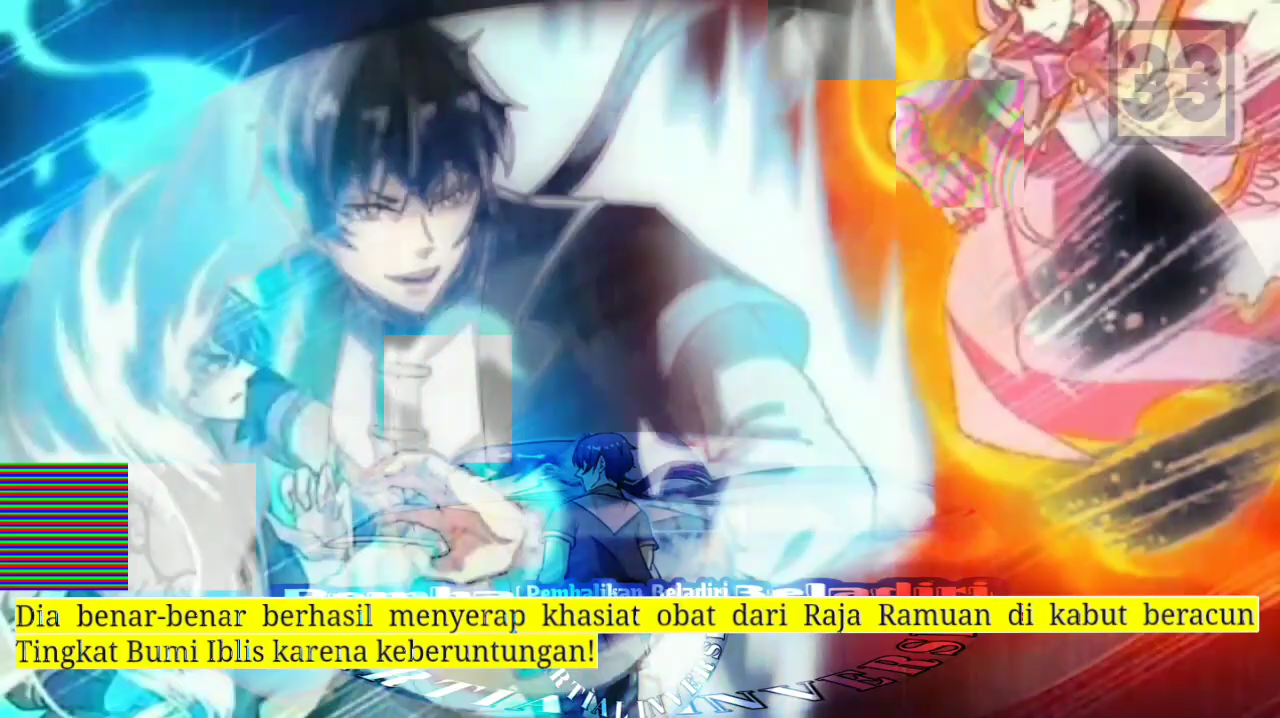 33
[ Pembalikan Beladiri
Beladiri
Dia benar-benar berhasil menyerap khasiat obat dari Raja Ramuan di kabut beracun
Tingkat Bumi Iblis karena keberuntungan!